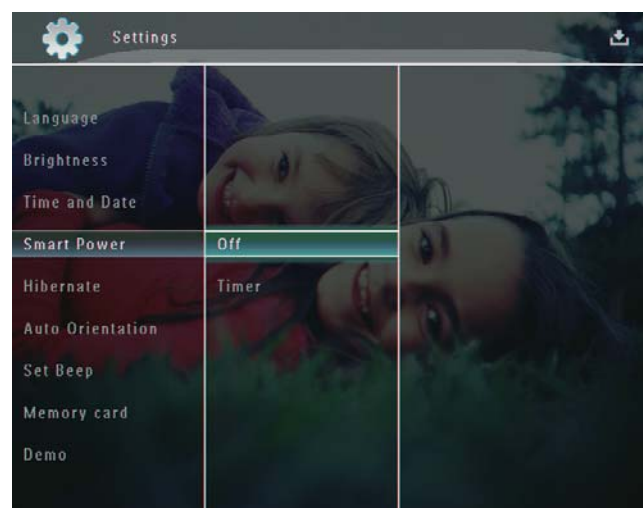 Settings
Language
Brightness
Time and Date
Smart Power
Off
Hibernate
Timer
Auto Orientation
Set Beep
Memory card
Demo